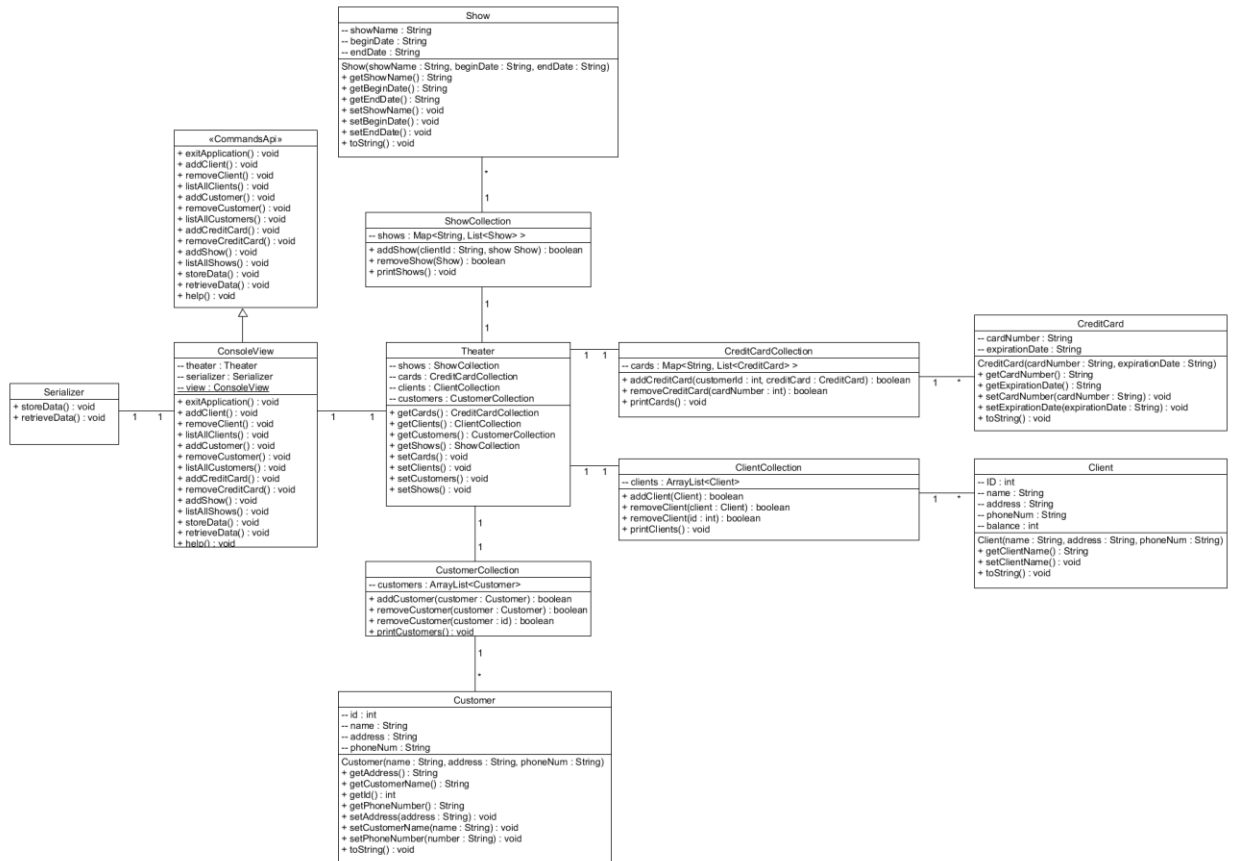 Show
-- showName : String
-- beginDate : String
-- endDate : String
Show(showName : String, beginDate : String, endDate : String)
+ getShowName() : String
+ getBeginDate() : String
+ getEndDate() : String
+ setShowName() : void
+ setBeginDate() : void
+ setEndDate() : void
+ toString() : void
*
1
«CommandsApi»
+ exitApplication() : void
+ addClient() : void
+ removeClient() : void
+ listAllClients() : void
+ addCustomer() : void
+ removeCustomer() : void
+ listAllCustomers() : void
+ addCreditCard() : void
+ removeCreditCard() : void
+ addShow() : void
+ listAllShows() : void
+ storeData() : void
+ retrieveData() : void
+ help() : void
ShowCollection
-- shows : Map<String, List<Show> >
+ addShow(clientId : String, show Show) : boolean
+ removeShow(Show) : boolean
+ printShows() : void
1
1
Serializer
+ storeData() : void
+ retrieveData() : void
1 1
ConsoleView
-- theater : Theater
-- serializer : Serializer
-- view : ConsoleView
+ exitApplication() : void
+ addClient() : void
+ removeClient() : void
+ listAllClients() : void
+ addCustomer() : void
+ removeCustomer() : void
+ listAllCustomers() : void
+ addCreditCard() : void
+ removeCreditCard() : void
+ addShow() : void
+ listAllShows() : void
+ storeData() : void
+ retrieveData() : void
+ help() : void
1 1
Theater
-- shows : ShowCollection
-- cards : CreditCardCollection
-- clients : ClientCollection
-- customers : CustomerCollection
+ getCards() : CreditCardCollection
+ getClients() : ClientCollection
+ getCustomers() : CustomerCollection
+ getShows() : ShowCollection
+ setCards() : void
+ setClients() : void
+ setCustomers() : void
+ setShows() : void
1 1
CreditCardCollection
-- cards : Map<String, List<CreditCard> >
+ addCreditCard(customerId : int, creditCard : CreditCard) : boolean
+ removeCreditCard(cardNumber : int) : boolean
+ printCards() : void
1 *
CreditCard
-- cardNumber : String
-- expirationDate : String
CreditCard(cardNumber : String, expirationDate : String)
+ getCardNumber() : String
+ getExpirationDate() : String
+ setCardNumber(cardNumber : String) : void
+ setExpirationDate(expirationDate : String) : void
+ toString() : void
1 1
ClientCollection
-- clients : ArrayList<Client>
+ addClient(Client) : boolean
+ removeClient(client : Client) : boolean
+ removeClient(id : int) : boolean
+ printClients() : void
1 *
Client
-- ID : int
-- name : String
-- address : String
-- phoneNum : String
-- balance : int
Client(name : String, address : String, phoneNum : String)
+ getClientName() : String
+ setClientName() : void
+ toString() : void
1
1
CustomerCollection
-- customers : ArrayList<Customer>
+ addCustomer(customer : Customer) : boolean
+ removeCustomer(customer : Customer) : boolean
+ removeCustomer(customer : id) : boolean
+ printCustomers() : void
1
*
Customer
-- id : int
-- name : String
-- address : String
-- phoneNum : String
Customer(name : String, address : String, phoneNum : String)
+ getAddress() : String
+ getCustomerName() : String
+ getId() : int
+ getPhoneNumber() : String
+ setAddress(address : String) : void
+ setCustomerName(name : String) : void
+ setPhoneNumber(number : String) : void
+ toString() : void